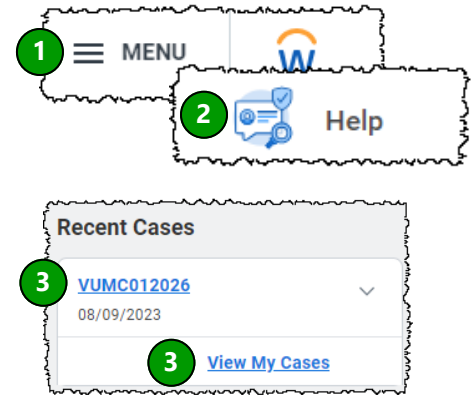 1 MENU W
2 Help
Recent Cases
3 VUMC012026
08/09/2023
3 View My Cases